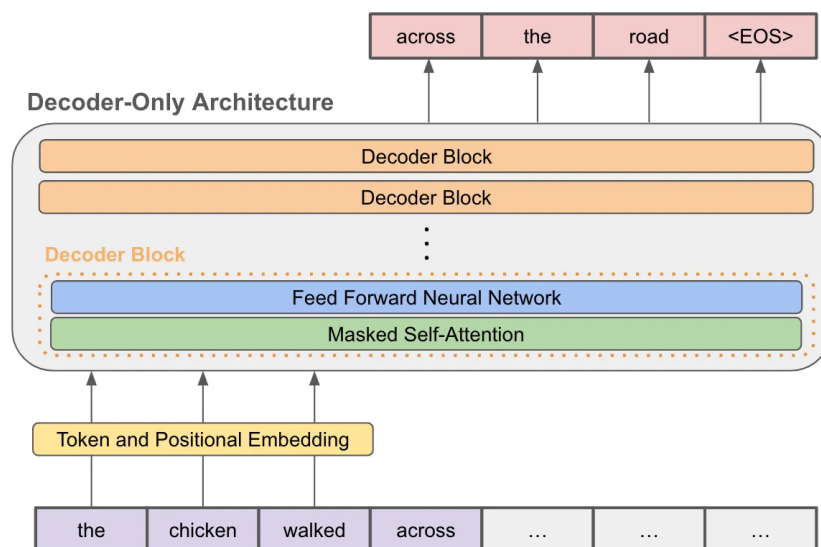 across the road <EOS>
Decoder-Only Architecture
Decoder Block
Decoder Block
Decoder Block
Feed Forward Neural Network
Masked Self-Attention
Token and Positional Embedding
the chicken walked across ... ... ...